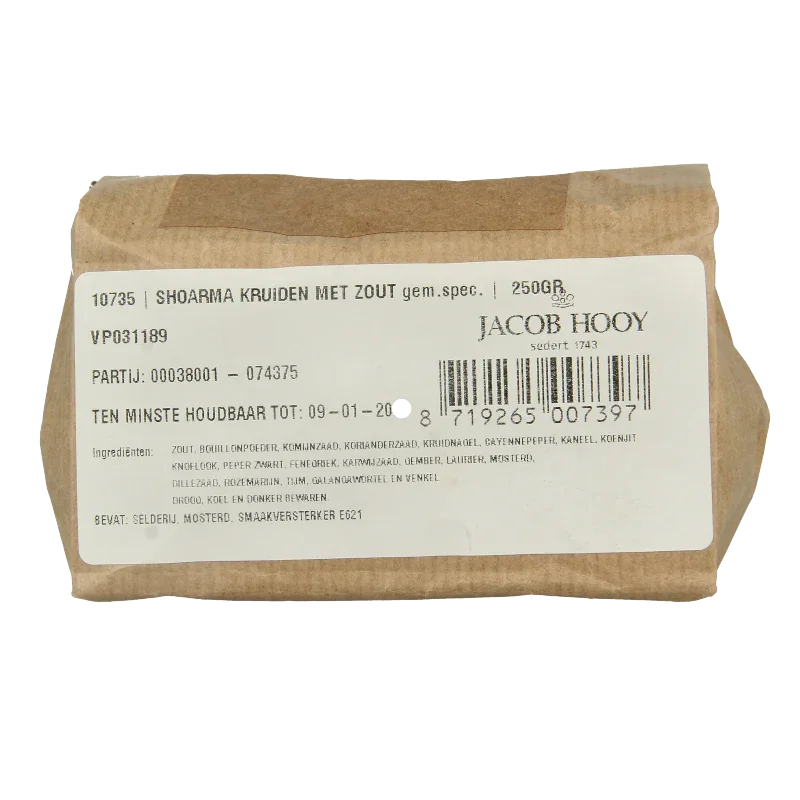 10735 | SHOARMA KRUIDEN MET ZOUT gem.spec. | 250GR
JACOB HOOY
sedert 1743
VP031189
PARTIJ: 00038001 - 074375
TEN MINSTE HOUDBAAR TOT: 09-01-20
8 719265 007397
Ingrediënten: ZOUT, BOUILLONPOEDER, KOMIJNZAAD, KORIANDERZAAD, KRUIDNAGEL, CAYENNEPEPER, KANEEL, KOENJIT
KNOFLOOK, PEPER ZWART, FENEGRIEK, KARWIJZAAD, GEMBER, LAURIER, MOSTERD,
DILLEZAAD, ROZEMARIJN, TIJM, GALANGAWORTEL EN VENKEL
DROOG, KOEL EN DONKER BEWAREN.
BEVAT: SELDERIJ, MOSTERD, SMAAKVERSTERKER E621